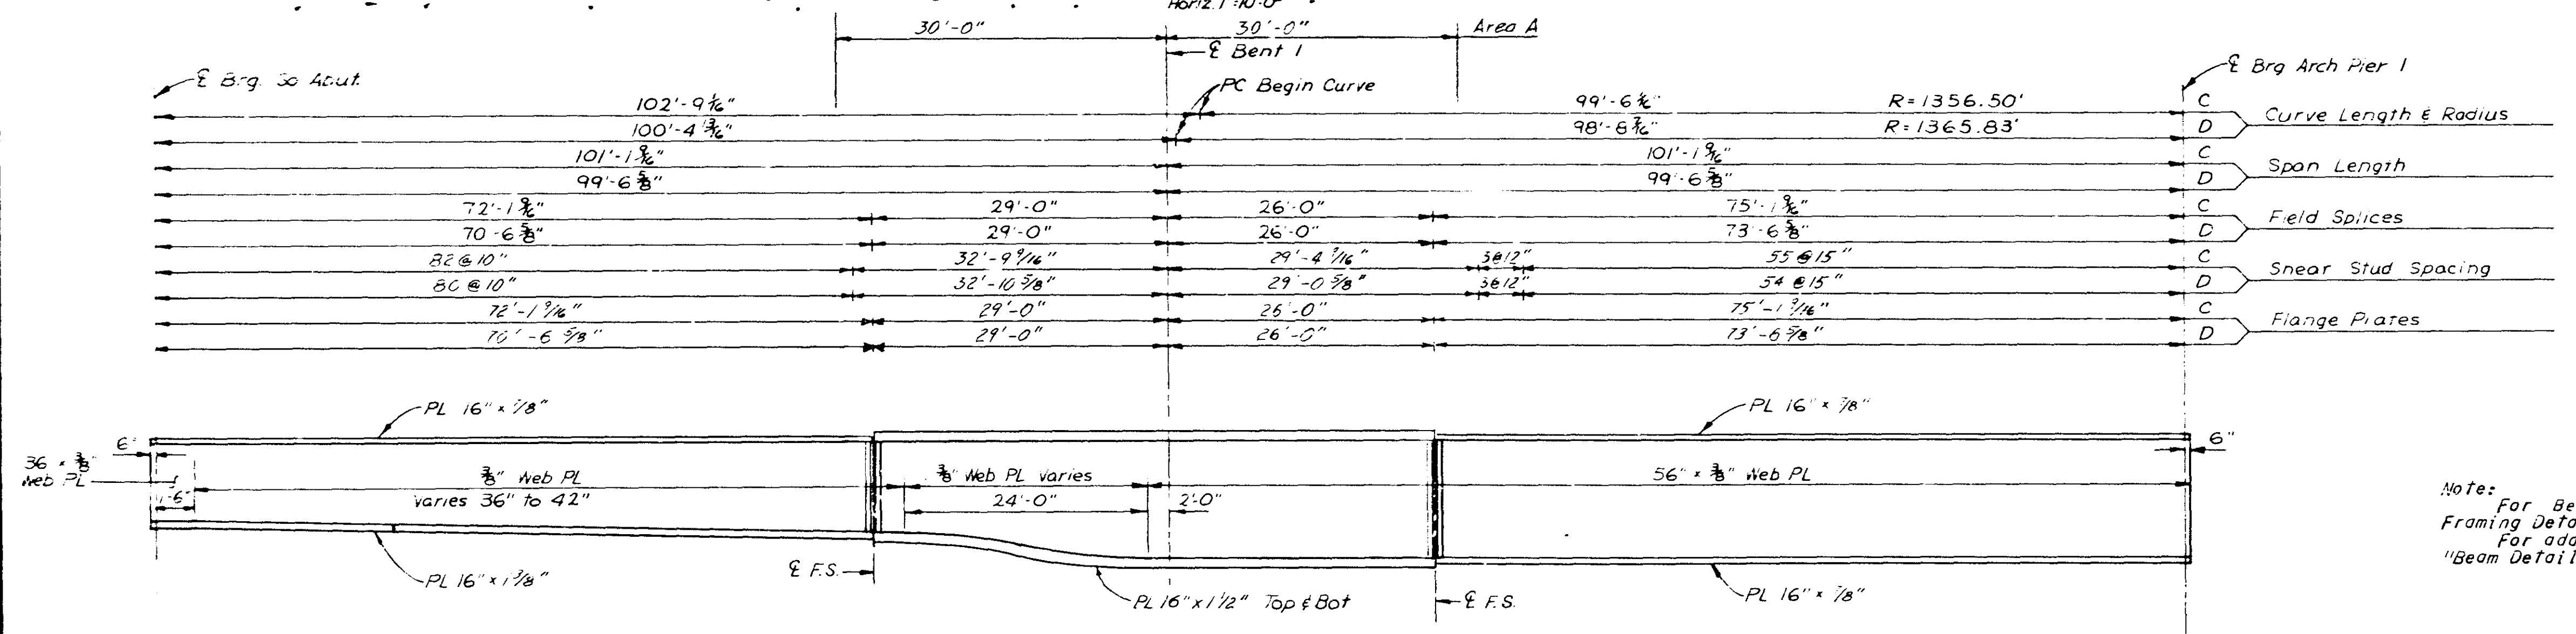 Horiz. 1"=10'-0"
30'-0" 30'-0" Area A
℄ Bent 1
℄ Brg. So Abut.
℄ Brg Arch Pier 1
PC Begin Curve
102'-9 1/16" 99'-6 1/16" R=1356.50' C
100'-4 13/16" 98'-8 7/16" R=1365.83' D
Curve Length & Radius
101'-1 9/16" 101'-1 9/16" C
99'-6 5/8" 99'-6 5/8" D
Span Length
72'-1 9/16" 29'-0" 26'-0" 75'-1 9/16" C
70-6 5/8" 29'-0" 26'-0" 73'-6 5/8" D
Field Splices
82 @ 10" 32'-9 9/16" 29'-4 9/16" 3@12" 55 @ 15" C
80 @ 10" 32'-10 5/8" 29'-0 5/8" 3@12" 54 @ 15" D
Shear Stud Spacing
72'-1 9/16" 29'-0" 26'-0" 75'-1 9/16" C
70'-6 5/8" 29'-0" 26'-0" 73'-6 5/8" D
Flange Plates
PL 16" x 7/8" PL 16" x 7/8"
6" 6"
36 x 3/8"
Web PL
1'-6"
3/8" Web PL
varies 36" to 42"
3/8" Web PL varies
24'-0" 2'-0"
56" x 3/8" Web PL
Note:
For Be
Framing Deta
For add
"Beam Detail
℄ F.S.
PL 16" x 1 3/8"
PL 16" x 1 1/2" Top & Bot
℄ F.S.
PL 16" x 7/8"